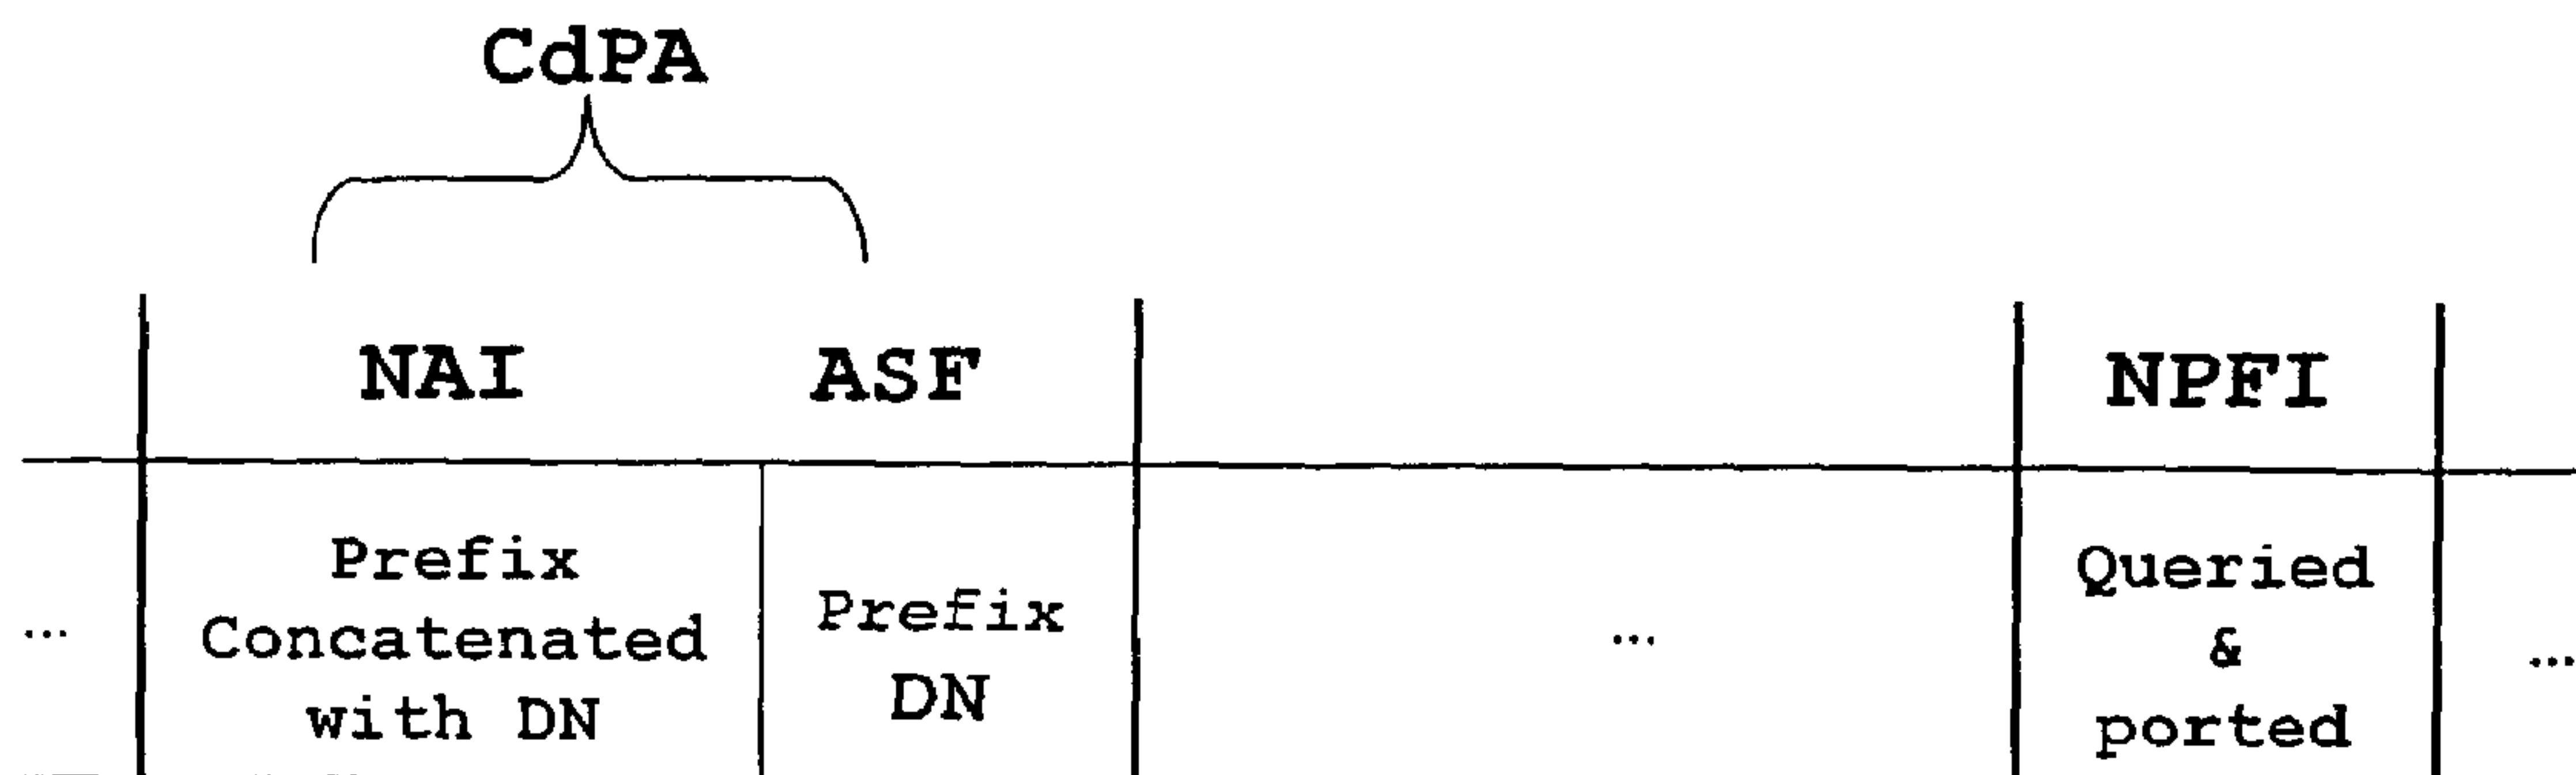 CdPA
NAI ASF NPFI
Prefix
Concatenated
with DN
Prefix
DN
...
...
Queried
&
ported
...